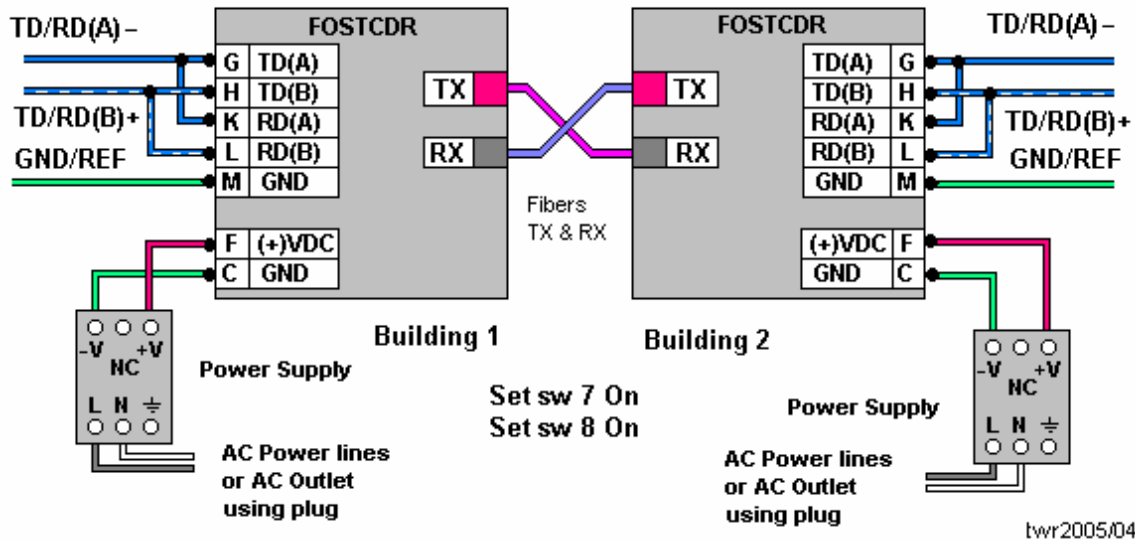 FOSTCDR
FOSTCDR
TD/RD(A) –
TD/RD(A) –
G TD(A)
H TD(B)
K RD(A)
L RD(B)
M GND
TD/RD(B)+
GND/REF
TX
RX
TX
RX
TD(A) G
TD(B) H
RD(A) K
RD(B) L
GND M
TD/RD(B)+
GND/REF
Fibers
TX & RX
F (+)VDC
C GND
(+)VDC F
GND C
Building 1
Building 2
-V +V
NC
L N
Power Supply
Set sw 7 On
Set sw 8 On
Power Supply
-V +V
NC
L N
AC Power lines
or AC Outlet
using plug
AC Power lines
or AC Outlet
using plug
twr2005/04